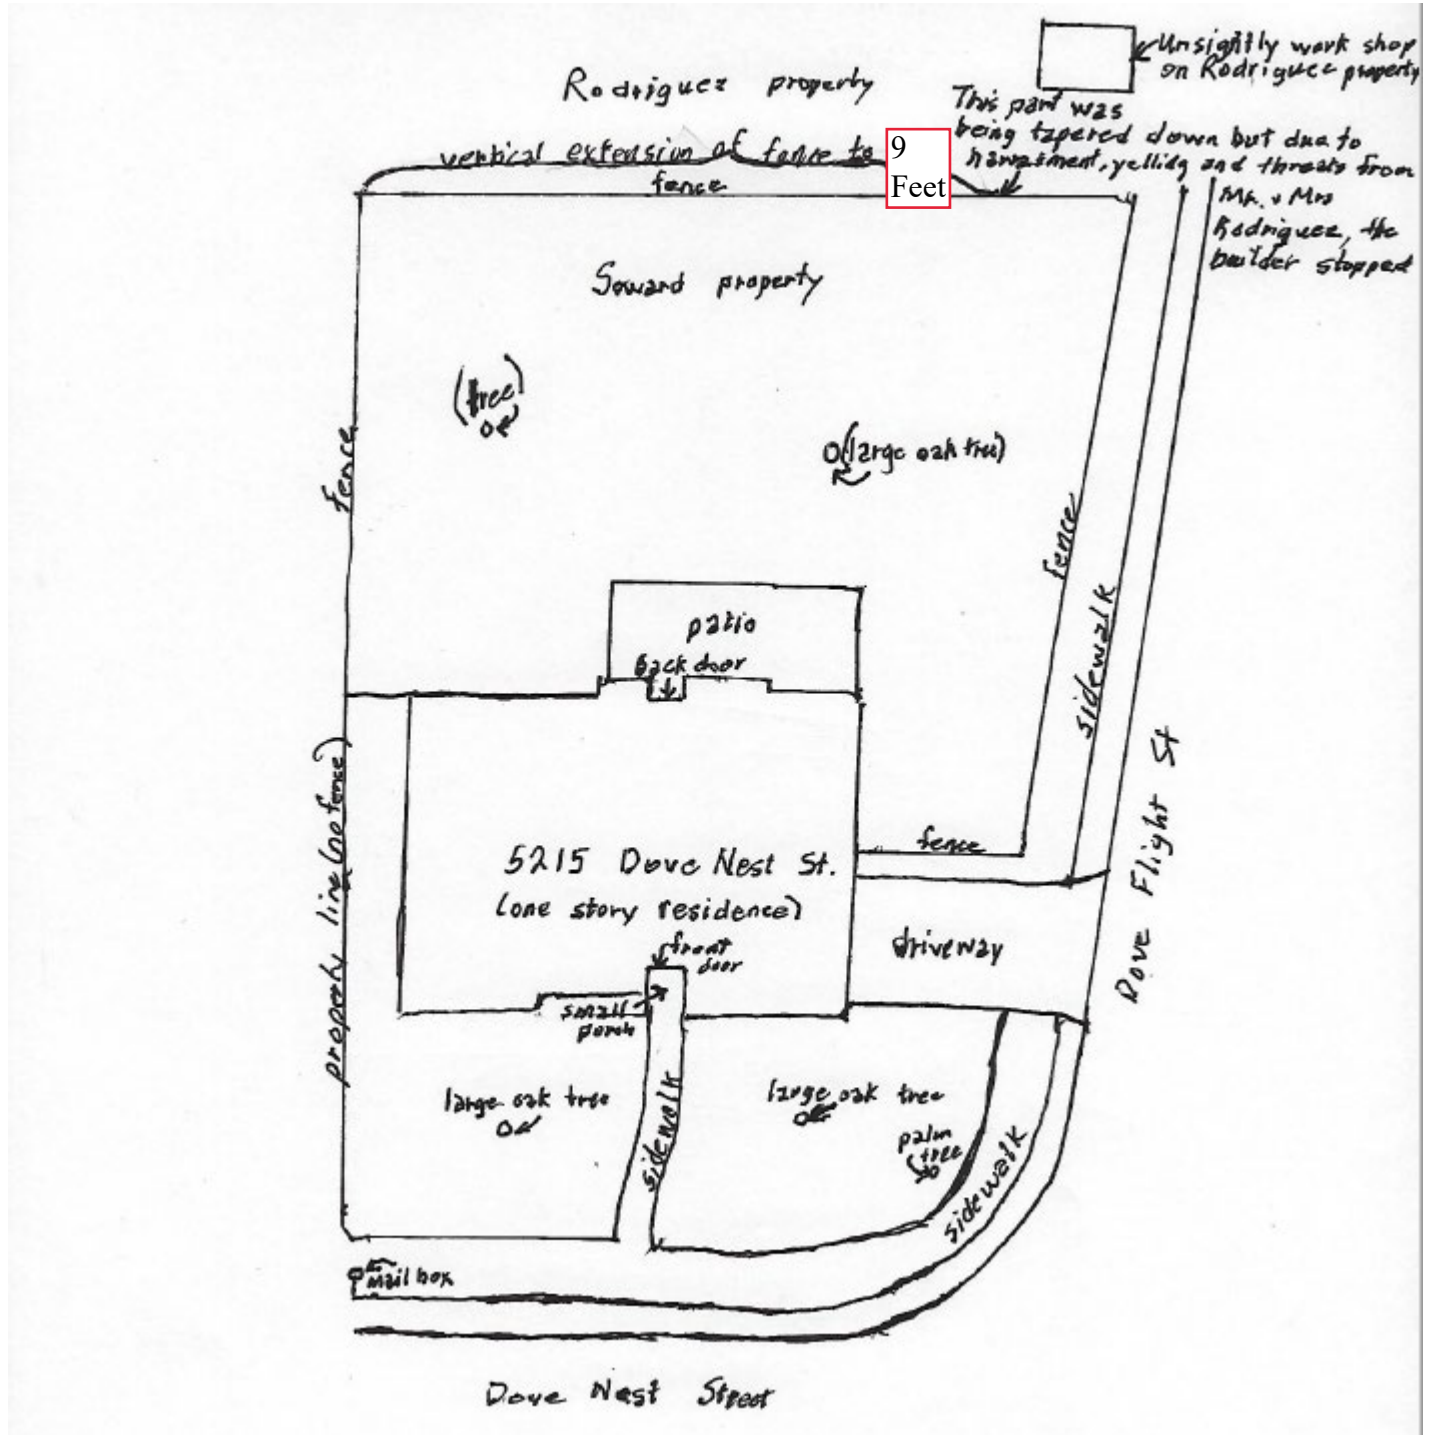 Unsightly work shop
on Rodriguez property
Rodriguez property
This part was
being tapered down but due to
harassment, yelling and threats from
Mr. + Mrs
Rodriguez, the
builder stopped
vertical extension of fence to
9
Feet
fence
Soward property
(tree)
(large oak tree)
fence
fence
sidewalk
patio
back door
Dove Flight St
property line (no fence)
fence
5215 Dove Nest St.
(one story residence)
driveway
front
door
small
porch
large oak tree
large oak tree
palm
tree
sidewalk
sidewalk
mail box
Dove Nest Street